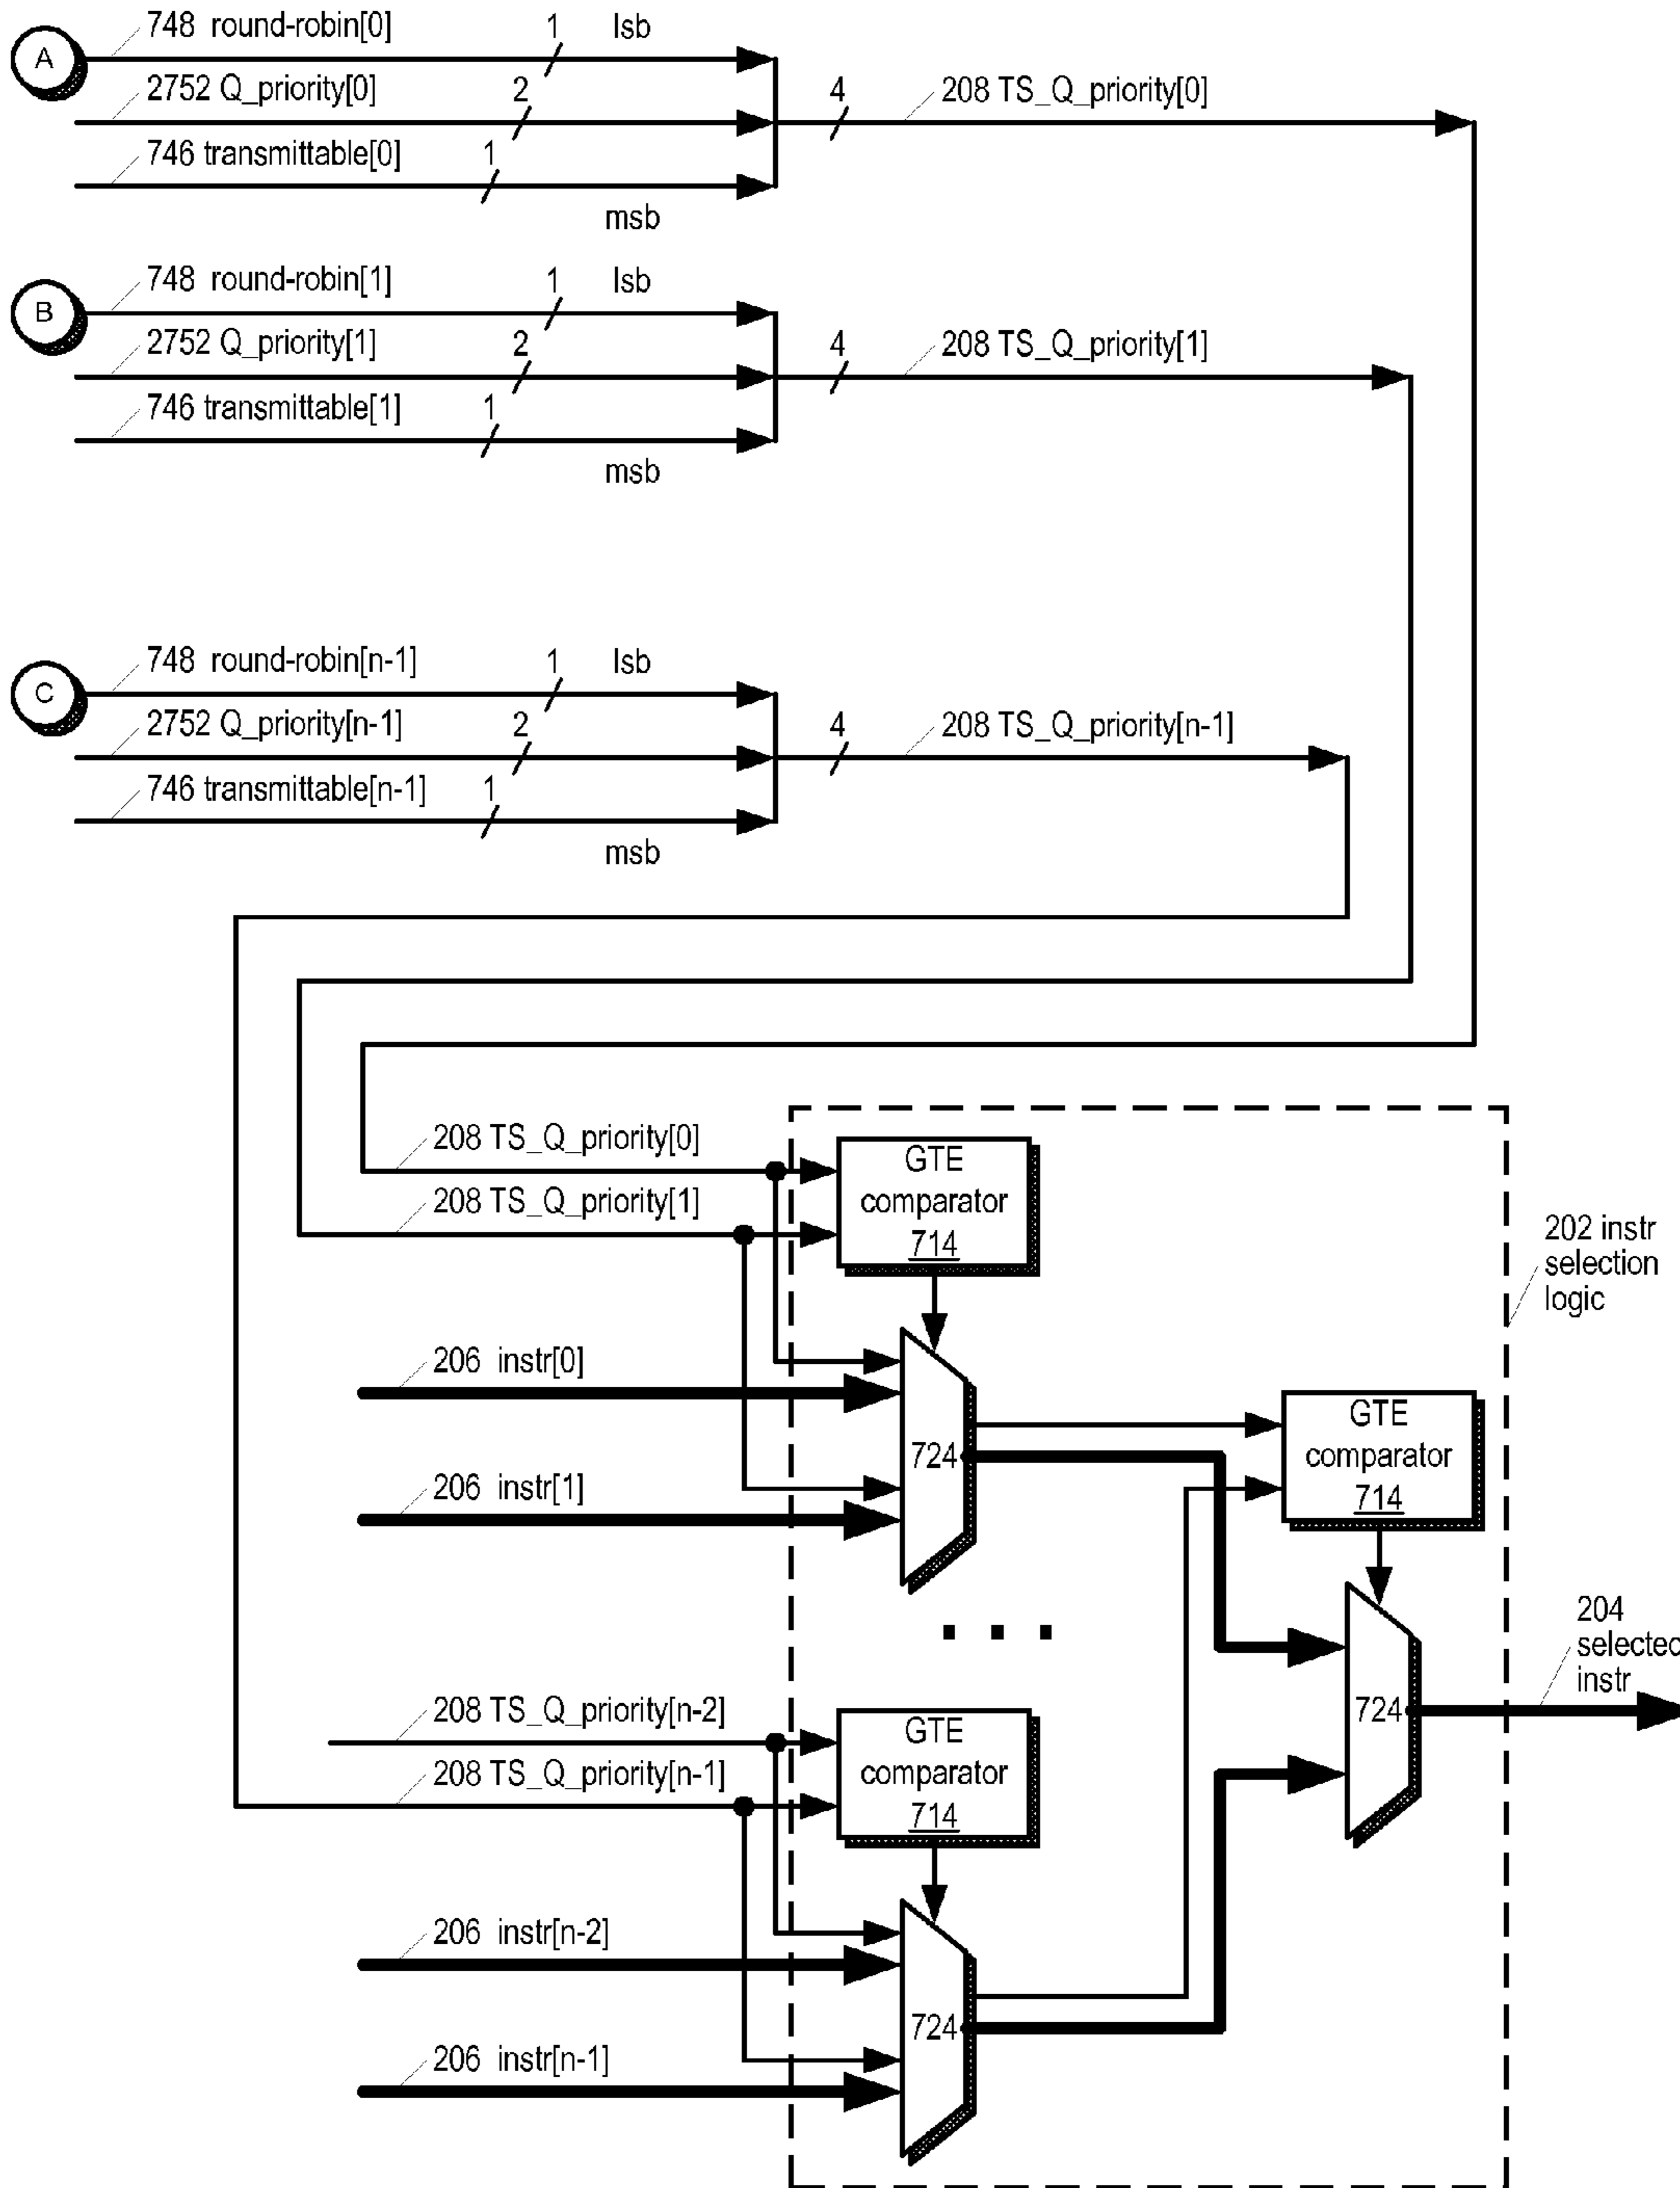 748 round-robin[0] 1 lsb
A
2752 Q_priority[0] 2 4 208 TS_Q_priority[0]
746 transmittable[0] 1
msb
748 round-robin[1] 1 lsb
B
2752 Q_priority[1] 2 4 208 TS_Q_priority[1]
746 transmittable[1] 1
msb
748 round-robin[n-1] 1 lsb
C
2752 Q_priority[n-1] 2 4 208 TS_Q_priority[n-1]
746 transmittable[n-1] 1
msb
208 TS_Q_priority[0]
208 TS_Q_priority[1]
GTE
comparator
714
202 instr
selection
logic
206 instr[0]
206 instr[1]
724
GTE
comparator
714
. . .
204
selected
instr
724
208 TS_Q_priority[n-2]
208 TS_Q_priority[n-1]
GTE
comparator
714
206 instr[n-2]
206 instr[n-1]
724